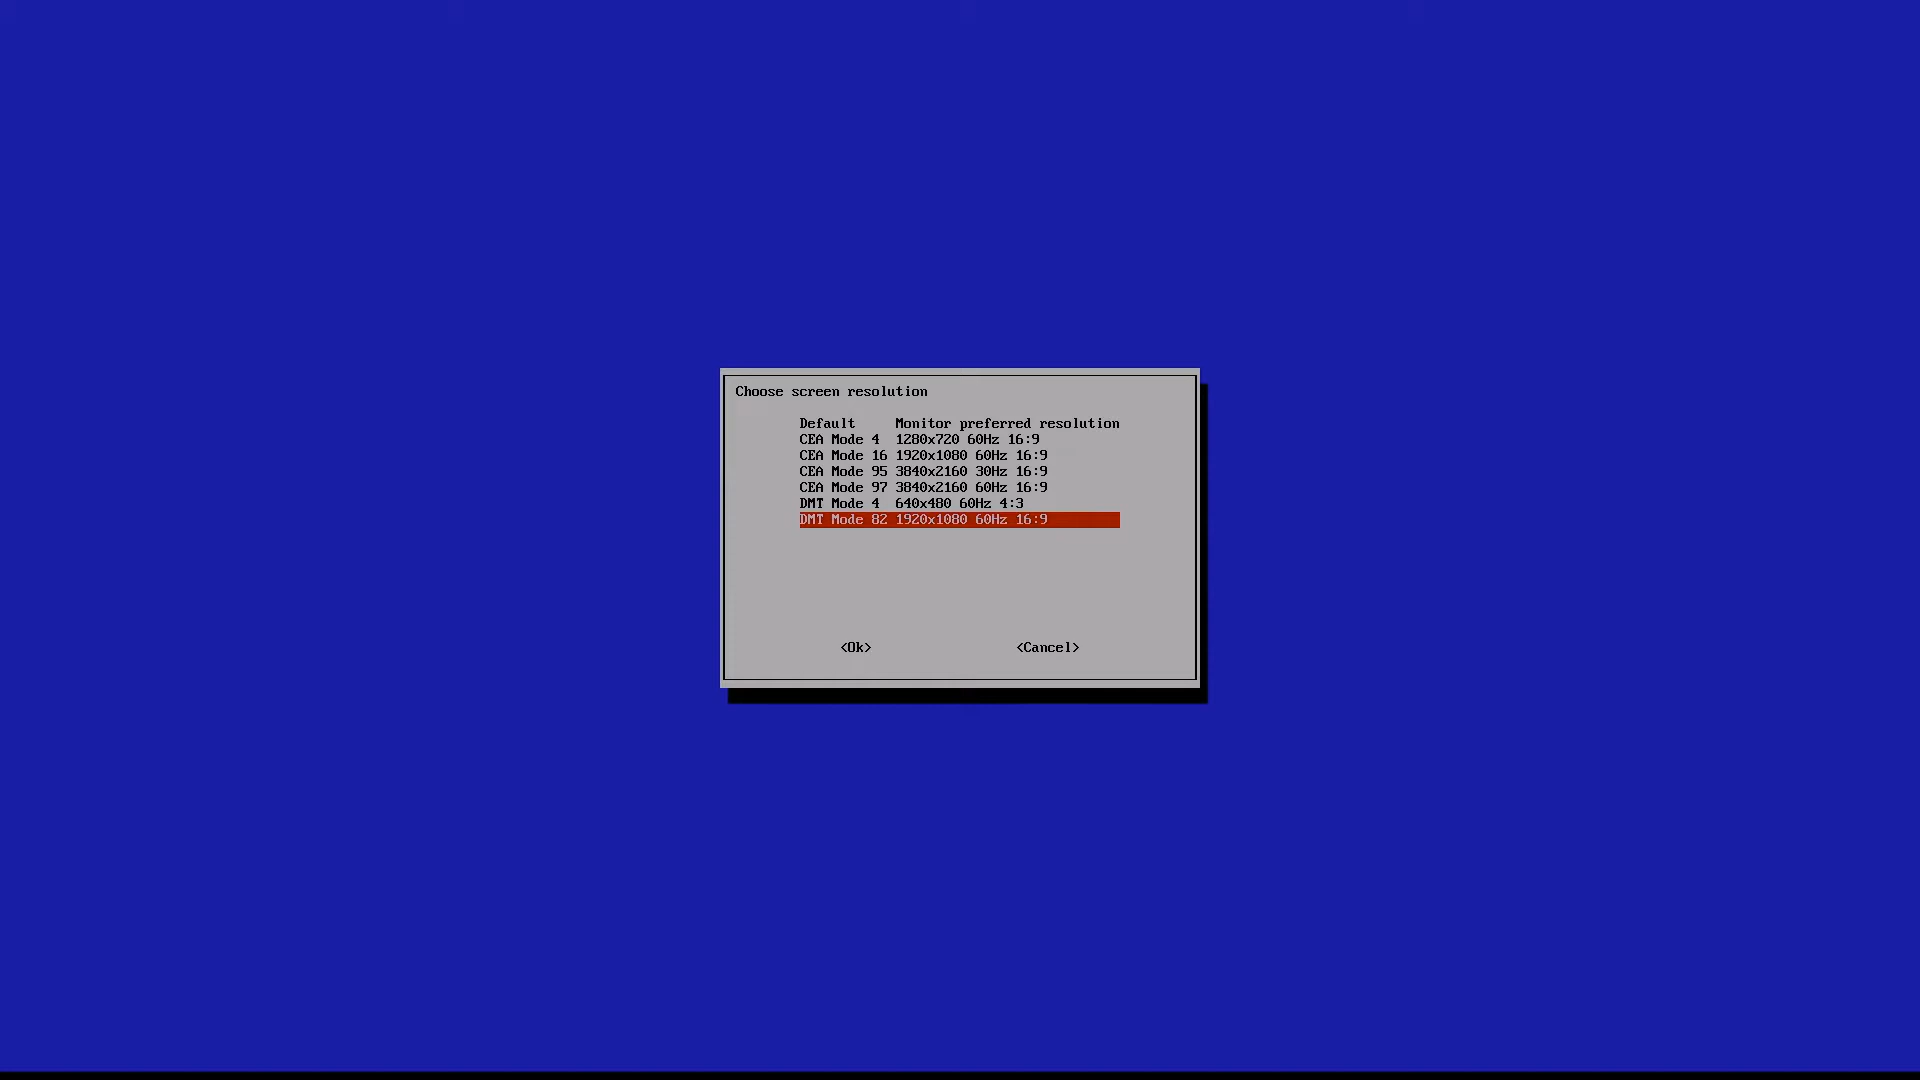 Choose screen resolution
Default Monitor preferred resolution
CEA Mode 4 1280x720 60Hz 16:9
CEA Mode 16 1920x1080 60Hz 16:9
CEA Mode 95 3840x2160 30Hz 16:9
CEA Mode 97 3840x2160 60Hz 16:9
DMT Mode 4 640x480 60Hz 4:3
DMT Mode 82 1920x1080 60Hz 16:9
<Ok> <Cancel>